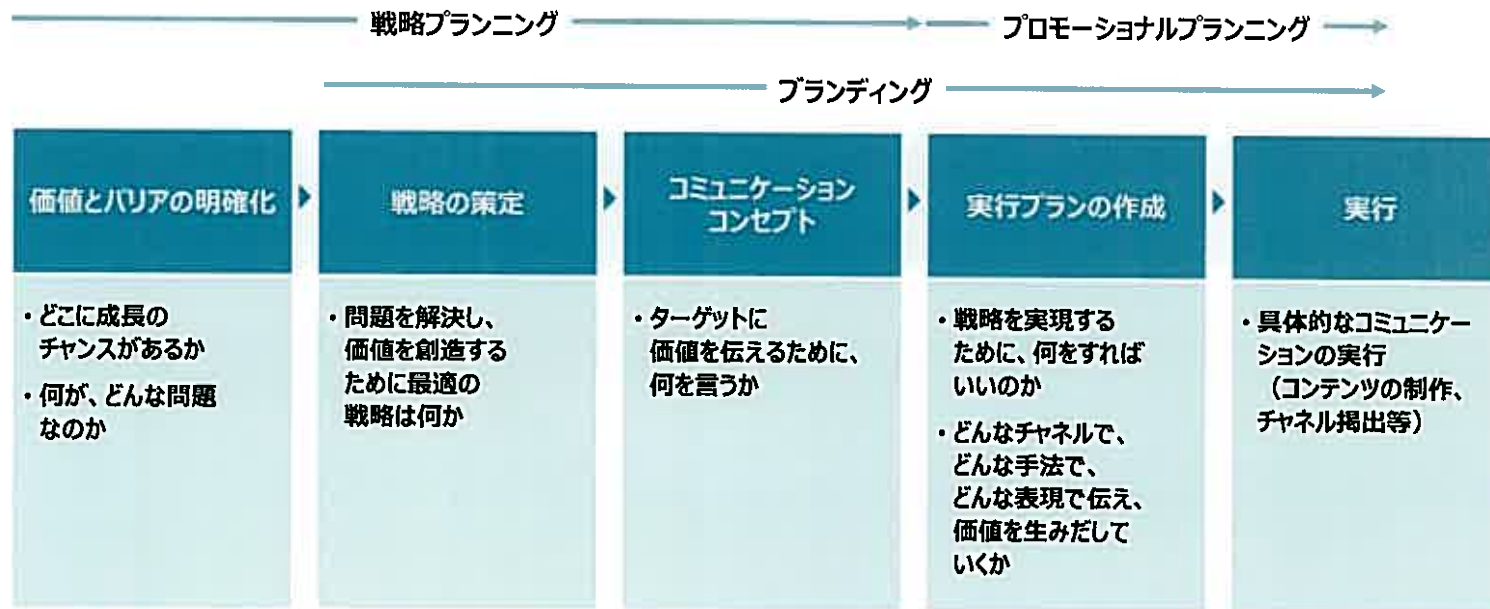 戦略プランニング
プロモーショナルプランニング
ブランディング
価値とバリアの明確化
戦略の策定
コミュニケーション
コンセプト
実行プランの作成
実行
・どこに成長の
チャンスがあるか
・何が、どんな問題
なのか
・問題を解決し、
価値を創造する
ために最適の
戦略は何か
・ターゲットに
価値を伝えるために、
何を言うか
・戦略を実現する
ために、何をすれば
いいのか
・どんなチャネルで、
どんな手法で、
どんな表現で伝え、
価値を生みだして
いくか
・具体的なコミュニケー
ションの実行
（コンテンツの制作、
チャネル掲出等）